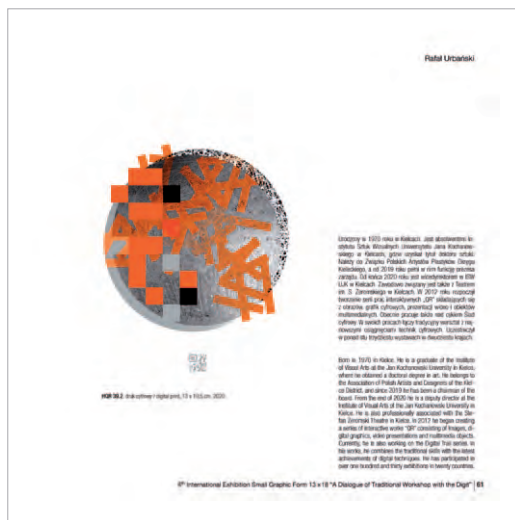 Rafał Urbański
Urodzony w 1970 roku w Kielcach. Jest absolwentem In-
stytutu Sztuk Wizualnych Uniwersytetu Jana Kochanow-
skiego w Kielcach, gdzie uzyskał tytuł doktora sztuki.
Należy do Związku Polskich Artystów Plastyków Okręgu
Kieleckiego, a od 2019 roku pełni w nim funkcję prezesa
zarządu. Od końca 2020 roku jest wicedyrektorem w ISW
UJK w Kielcach. Zawodowo związany jest także z Teatrem
im. S. Żeromskiego w Kielcach. W 2012 roku rozpoczął
tworzenie serii prac interaktywnych „QR” składających się
z obrazów, grafik cyfrowych, prezentacji wideo i obiektów
multimedialnych. Obecnie pracuje także nad cyklem Ślad
cyfrowy. W swoich pracach łączy tradycyjny warsztat z naj-
nowszymi osiągnięciami technik cyfrowych. Uczestniczył
w ponad stu trzydziestu wystawach w dwudziestu krajach.
Born in 1970 in Kielce. He is a graduate of the Institute
of Visual Arts at the Jan Kochanowski University in Kielce,
where he obtained a doctoral degree in art. He belongs to
the Association of Polish Artists and Designers of the Kiel-
ce District, and since 2019 he has been a chairman of the
board. From the end of 2020 he is a deputy director at the
Institute of Visual Arts of the Jan Kochanowski University in
Kielce. He is also professionally associated with the Ste-
fan Żeromski Theatre in Kielce. In 2012 he began creating
a series of interactive works "QR" consisting of images, di-
gital graphics, video presentations and multimedia objects.
Currently, he is also working on the Digital Trail series. In
his works, he combines the traditional skills with the latest
achievements of digital techniques. He has participated in
over one hundred and thirty exhibitions in twenty countries.
HQR 30.2, druk cyfrowy / digital print, 13 x 10,5 cm, 2020
6th International Exhibition Small Graphic Form 13 x 18 "A Dialogue of Traditional Workshop with the Digit" | 61